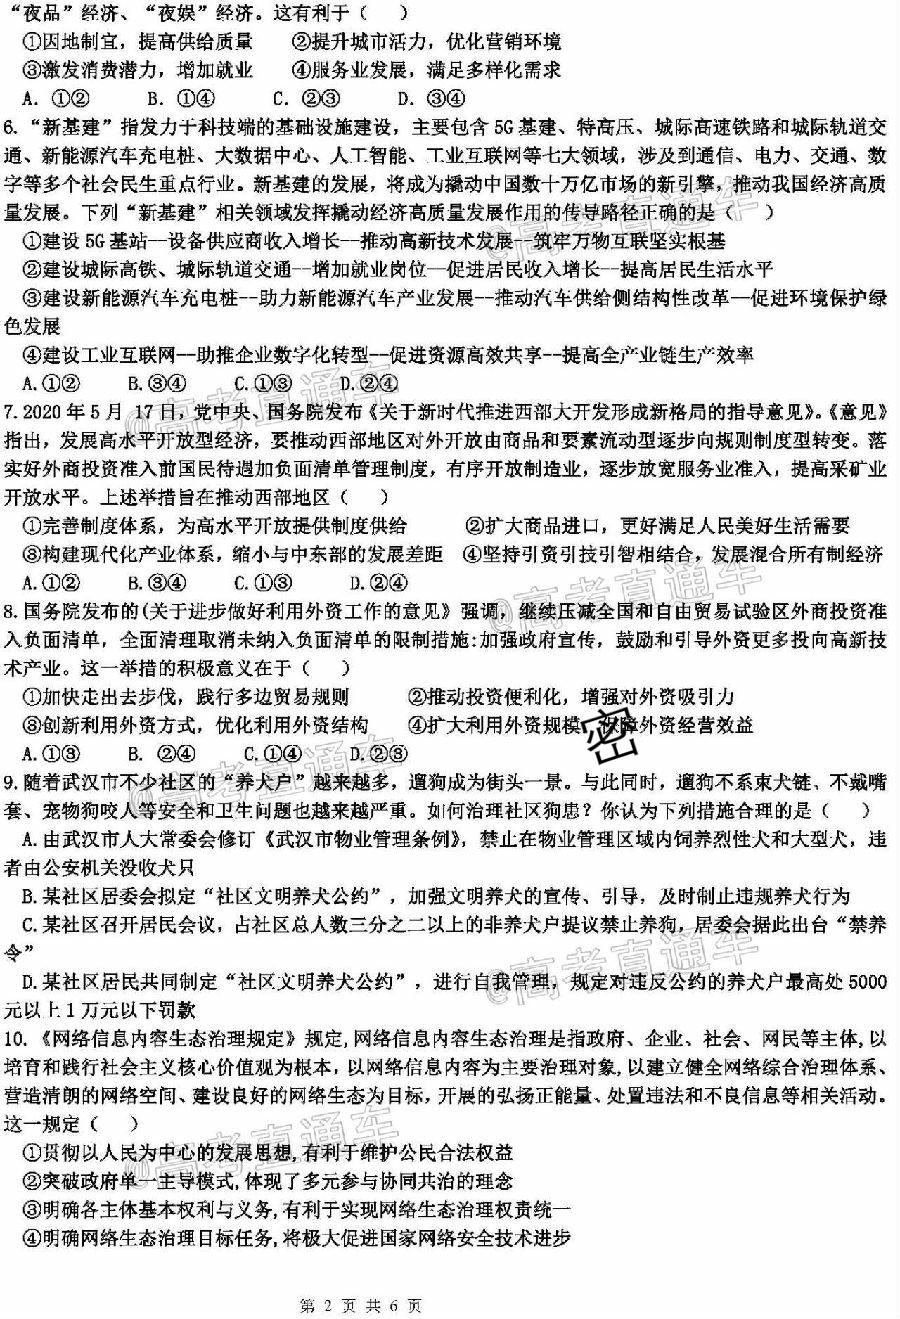 “夜品”经济、“夜娱”经济。这有利于（　　）
①因地制宜，提高供给质量　　②提升城市活力，优化营销环境
③激发消费潜力，增加就业　　④服务业发展，满足多样化需求
A. ①②　　B. ①④　　C. ②③　　D. ③④
6. “新基建”指发力于科技端的基础设施建设，主要包含 5G 基建、特高压、城际高速铁路和城际轨道交
通、新能源汽车充电桩、大数据中心、人工智能、工业互联网等七大领域，涉及到通信、电力、交通、数
字等多个社会民生重点行业。新基建的发展，将成为撬动中国数十万亿市场的新引擎，推动我国经济高质
量发展。下列“新基建”相关领域发挥撬动经济高质量发展作用的传导路径正确的是（　　）
①建设 5G 基站--设备供应商收入增长--推动高新技术发展--筑牢万物互联坚实根基
②建设城际高铁、城际轨道交通--增加就业岗位—促进居民收入增长--提高居民生活水平
③建设新能源汽车充电桩--助力新能源汽车产业发展--推动汽车供给侧结构性改革—促进环境保护绿
色发展
④建设工业互联网--助推企业数字化转型--促进资源高效共享--提高全产业链生产效率
A.①②　　B.③④　　C.①③　　D.②④
7. 2020 年 5 月 17 日，党中央、国务院发布《关于新时代推进西部大开发形成新格局的指导意见》。《意见》
指出，发展高水平开放型经济，要推动西部地区对外开放由商品和要素流动型逐步向规则制度型转变。落
实好外商投资准入前国民待遇加负面清单管理制度，有序开放制造业，逐步放宽服务业准入，提高采矿业
开放水平。上述举措旨在推动西部地区（　　）
①完善制度体系，为高水平开放提供制度供给　　②扩大商品进口，更好满足人民美好生活需要
③构建现代化产业体系，缩小与中东部的发展差距　④坚持引资引技引智相结合，发展混合所有制经济
A.①②　　B.③④　　C.①③　　D.②④
8. 国务院发布的(关于进步做好利用外资工作的意见》强调，继续压减全国和自由贸易试验区外商投资准
入负面清单，全面清理取消未纳入负面清单的限制措施:加强政府宣传，鼓励和引导外资更多投向高新技
术产业。这一举措的积极意义在于（　　）
①加快走出去步伐，践行多边贸易规则　　②推动投资便利化，增强对外资吸引力
③创新利用外资方式，优化利用外资结构　　④扩大利用外资规模，保障外资经营效益
密
A.①③　　B. ②④　　C.①④　　D.②③
9. 随着武汉市不少社区的“养犬户”越来越多，遛狗成为街头一景。与此同时，遛狗不系束犬链、不戴嘴
套、宠物狗咬人等安全和卫生问题也越来越严重。如何治理社区狗患？你认为下列措施合理的是（　　）
A.由武汉市人大常委会修订《武汉市物业管理条例》，禁止在物业管理区域内饲养烈性犬和大型犬，违
者由公安机关没收犬只
B.某社区居委会拟定“社区文明养犬公约”，加强文明养犬的宣传、引导，及时制止违规养犬行为
C.某社区召开居民会议，占社区总人数三分之二以上的非养犬户提议禁止养狗，居委会据此出台“禁养
令”
D.某社区居民共同制定“社区文明养犬公约”，进行自我管理，规定对违反公约的养犬户最高处 5000
元以上 1 万元以下罚款
10. 《网络信息内容生态治理规定》规定,网络信息内容生态治理是指政府、企业、社会、网民等主体,以
培育和践行社会主义核心价值观为根本，以网络信息内容为主要治理对象,以建立健全网络综合治理体系、
营造清朗的网络空间、建设良好的网络生态为目标,开展的弘扬正能量、处置违法和不良信息等相关活动。
这一规定（　　）
①贯彻以人民为中心的发展思想,有利于维护公民合法权益
②突破政府单一主导模式,体现了多元参与协同共治的理念
③明确各主体基本权利与义务,有利于实现网络生态治理权责统一
④明确网络生态治理目标任务,将极大促进国家网络安全技术进步
第 2 页 共 6 页
@高考直通车
@高考直通车
@高考直通车
@高考直通车
@高考直通车
@高考直通车